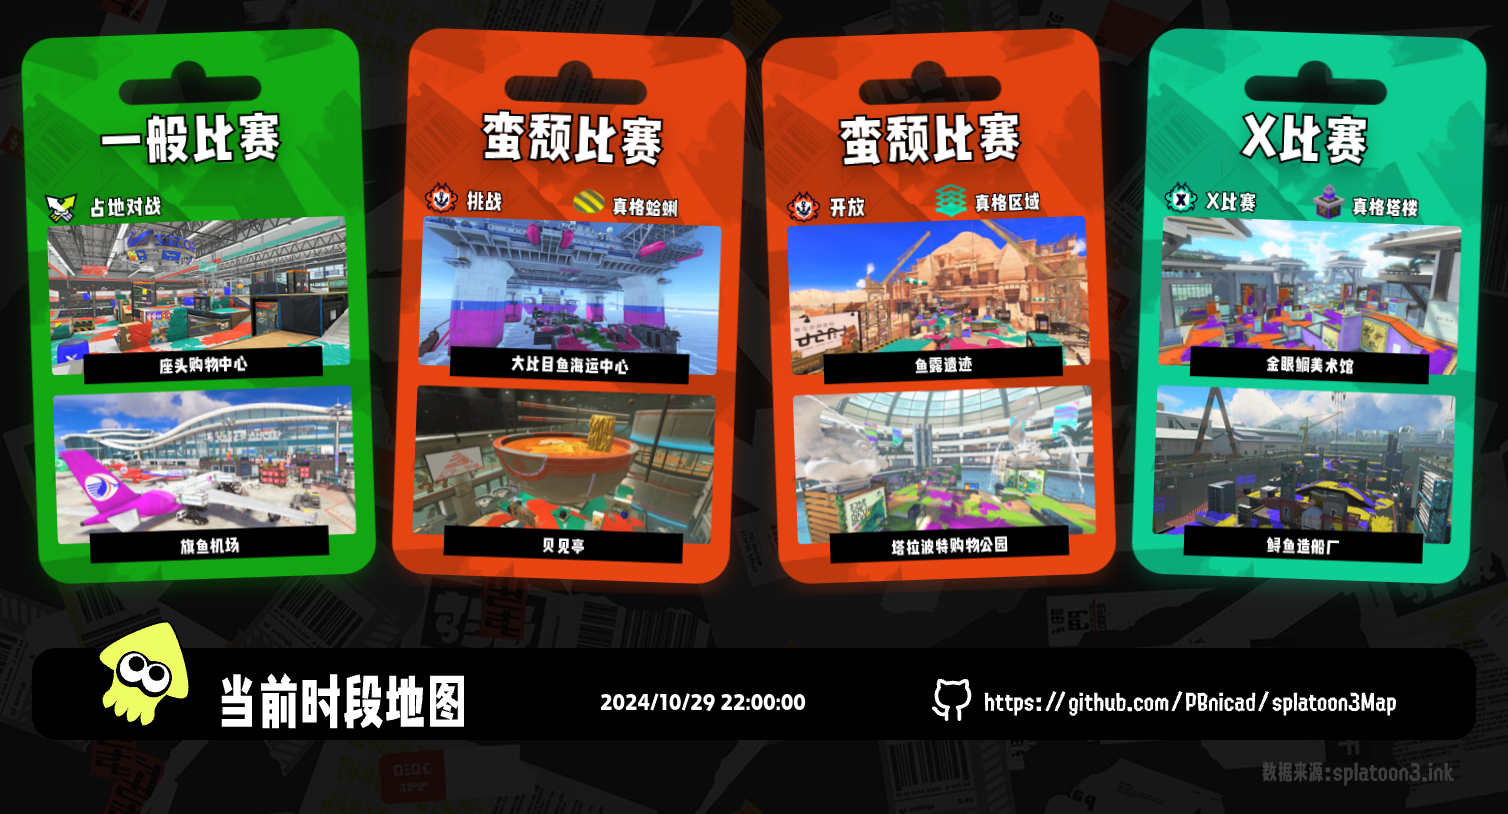 一般比赛
占地对战
座头购物中心
旗鱼机场
蛮颓比赛
挑战
真格蛤蜊
大比目鱼海运中心
贝见亭
蛮颓比赛
开放
真格区域
鱼露遗迹
塔拉波特购物公园
X比赛
X比赛
真格塔楼
金眼鲷美术馆
鲟鱼造船厂
当前时段地图
2024/10/29 22:00:00
https://github.com/PBnicad/splatoon3Map
数据来源:splatoon3.ink